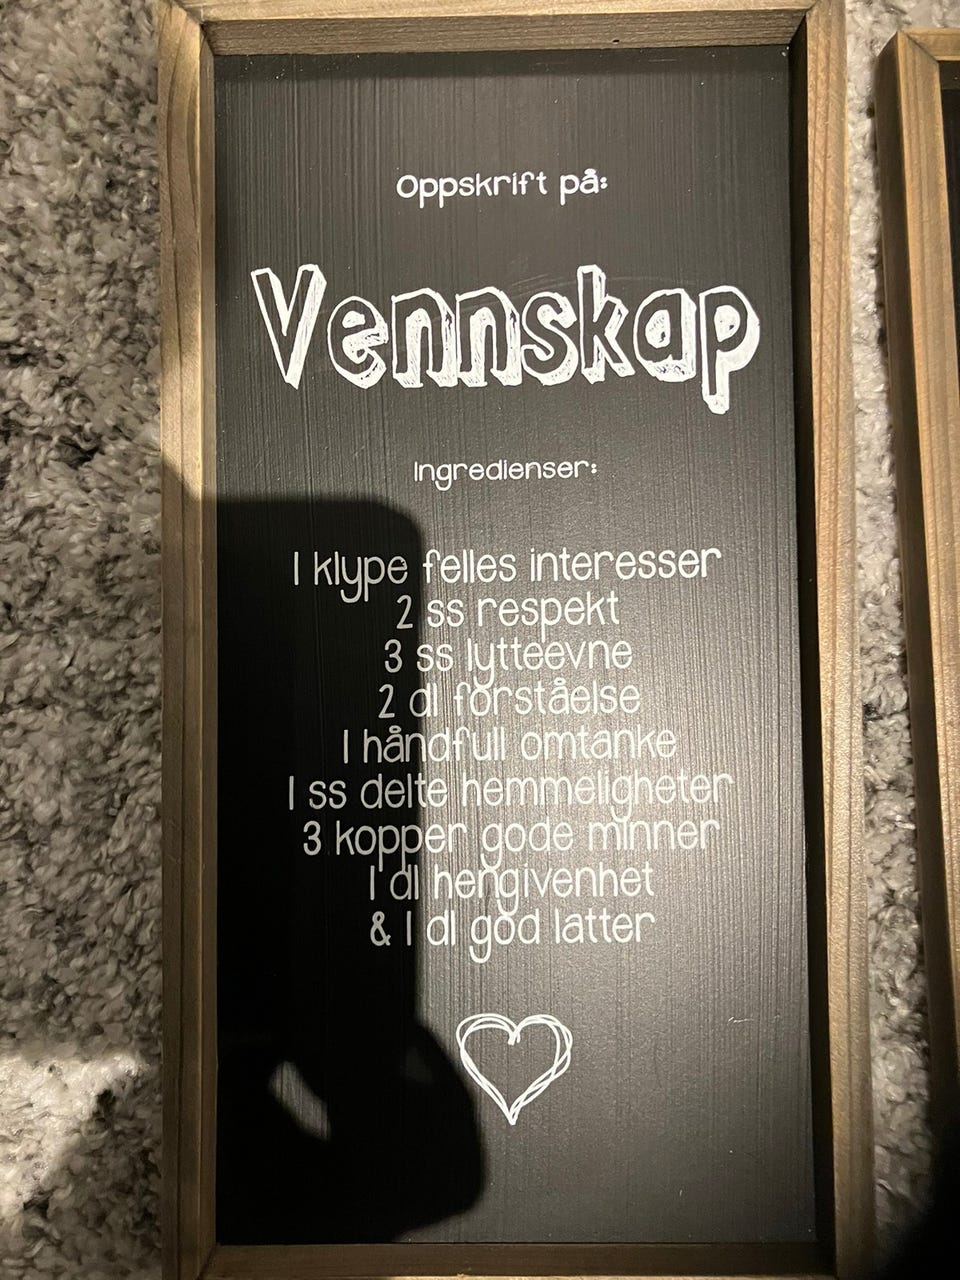 Oppskrift på:
Vennskap
Ingredienser:
1 klype felles interesser
2 ss respekt
3 ss lytteevne
2 dl forståelse
1 håndfull omtanke
1 ss delte hemmeligheter
3 kopper gode minner
1 dl hengivenhet
& 1 dl god latter